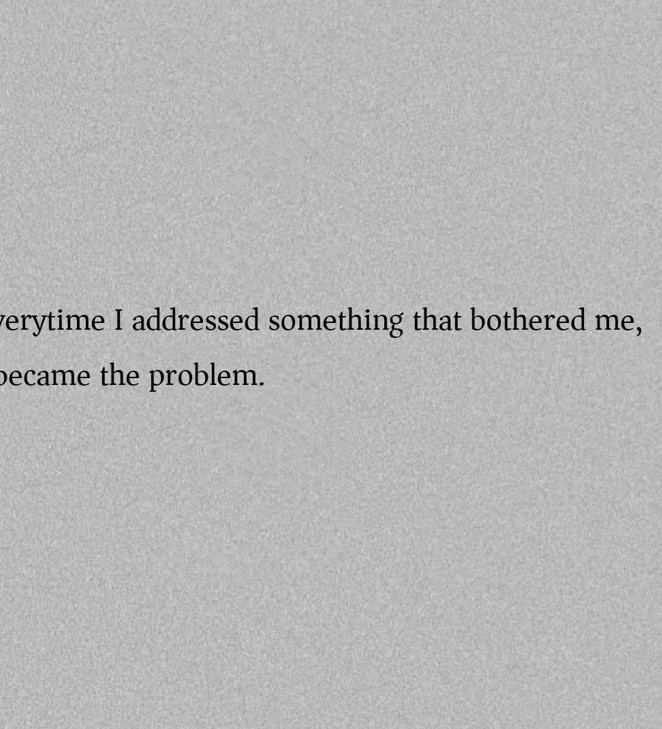 verytime I addressed something that bothered me,
became the problem.